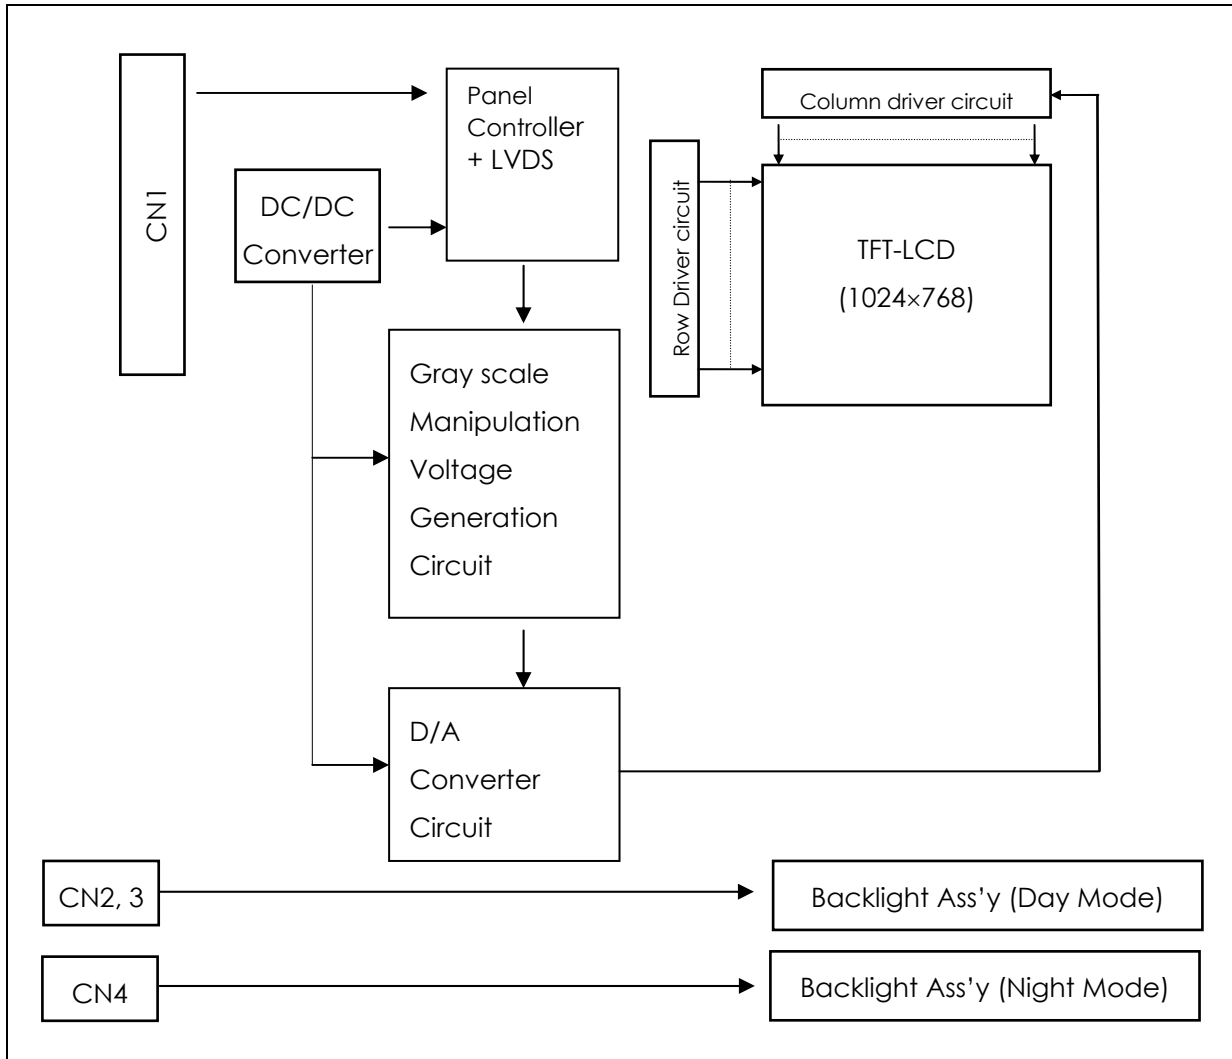 CN1
Panel
Controller
+ LVDS
DC/DC
Converter
Column driver circuit
Row Driver circuit
TFT-LCD
(1024×768)
Gray scale
Manipulation
Voltage
Generation
Circuit
D/A
Converter
Circuit
CN2, 3
Backlight Ass’y (Day Mode)
CN4
Backlight Ass’y (Night Mode)